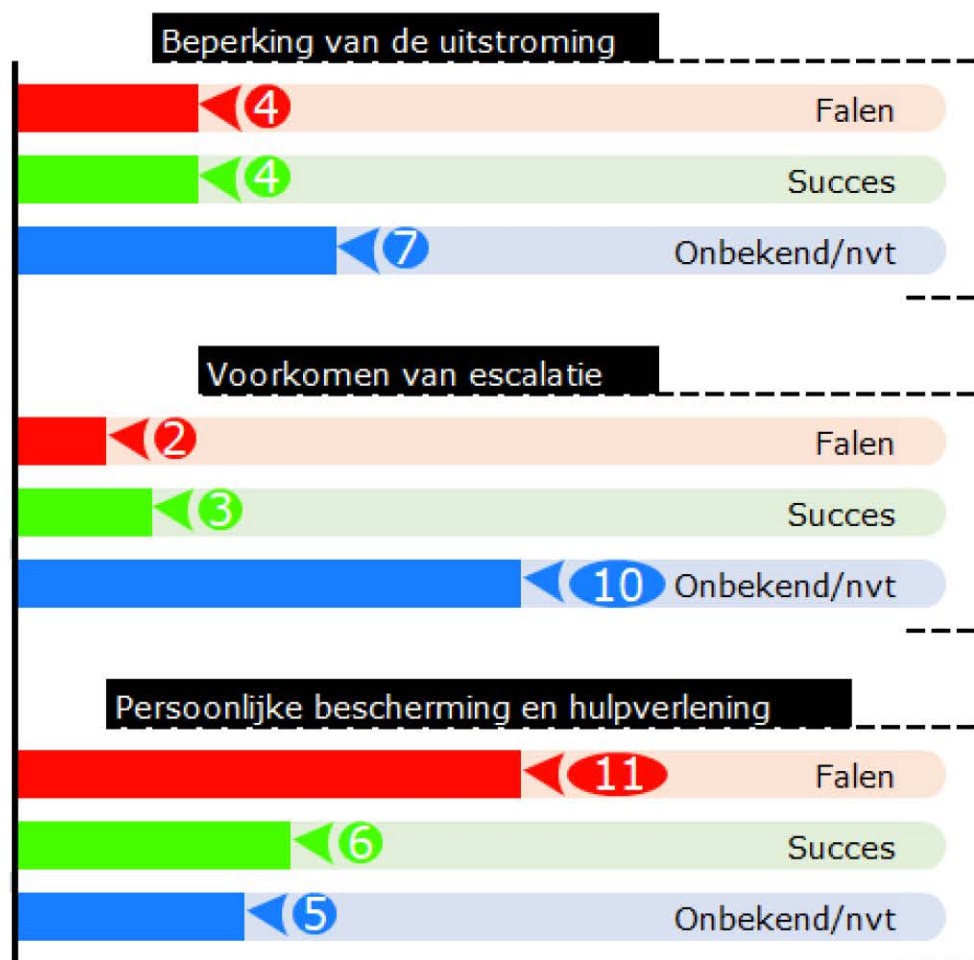 Beperking van de uitstroming
4 Falen
4 Succes
7 Onbekend/nvt
Voorkomen van escalatie
2 Falen
3 Succes
10 Onbekend/nvt
Persoonlijke bescherming en hulpverlening
11 Falen
6 Succes
5 Onbekend/nvt